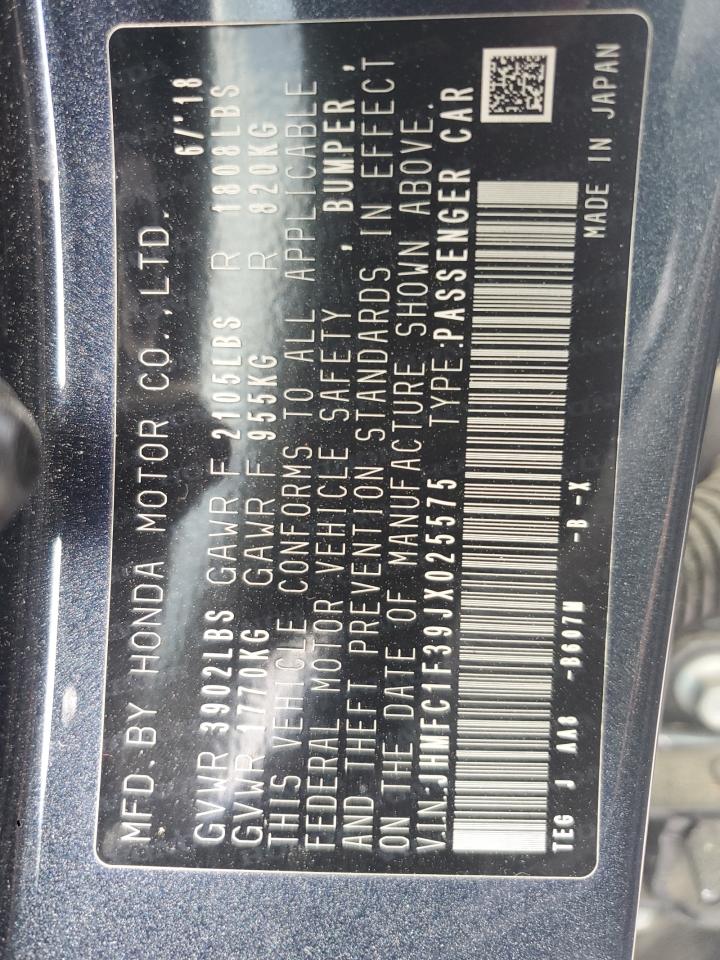 MFD. BY HONDA MOTOR CO.,LTD. 6/'18
GVWR 3902LBS GAWR F 2105LBS R 1808LBS
GVWR 1770KG GAWR F 955KG R 820KG
THIS VEHICLE CONFORMS TO ALL APPLICABLE
FEDERAL MOTOR VEHICLE SAFETY , BUMPER ,
AND THEFT PREVENTION STANDARDS IN EFFECT
ON THE DATE OF MANUFACTURE SHOWN ABOVE.
V.I.N:JHMFC1F39JX025575 TYPE:PASSENGER CAR
TEG J AA8 -B607M -B -X
MADE IN JAPAN